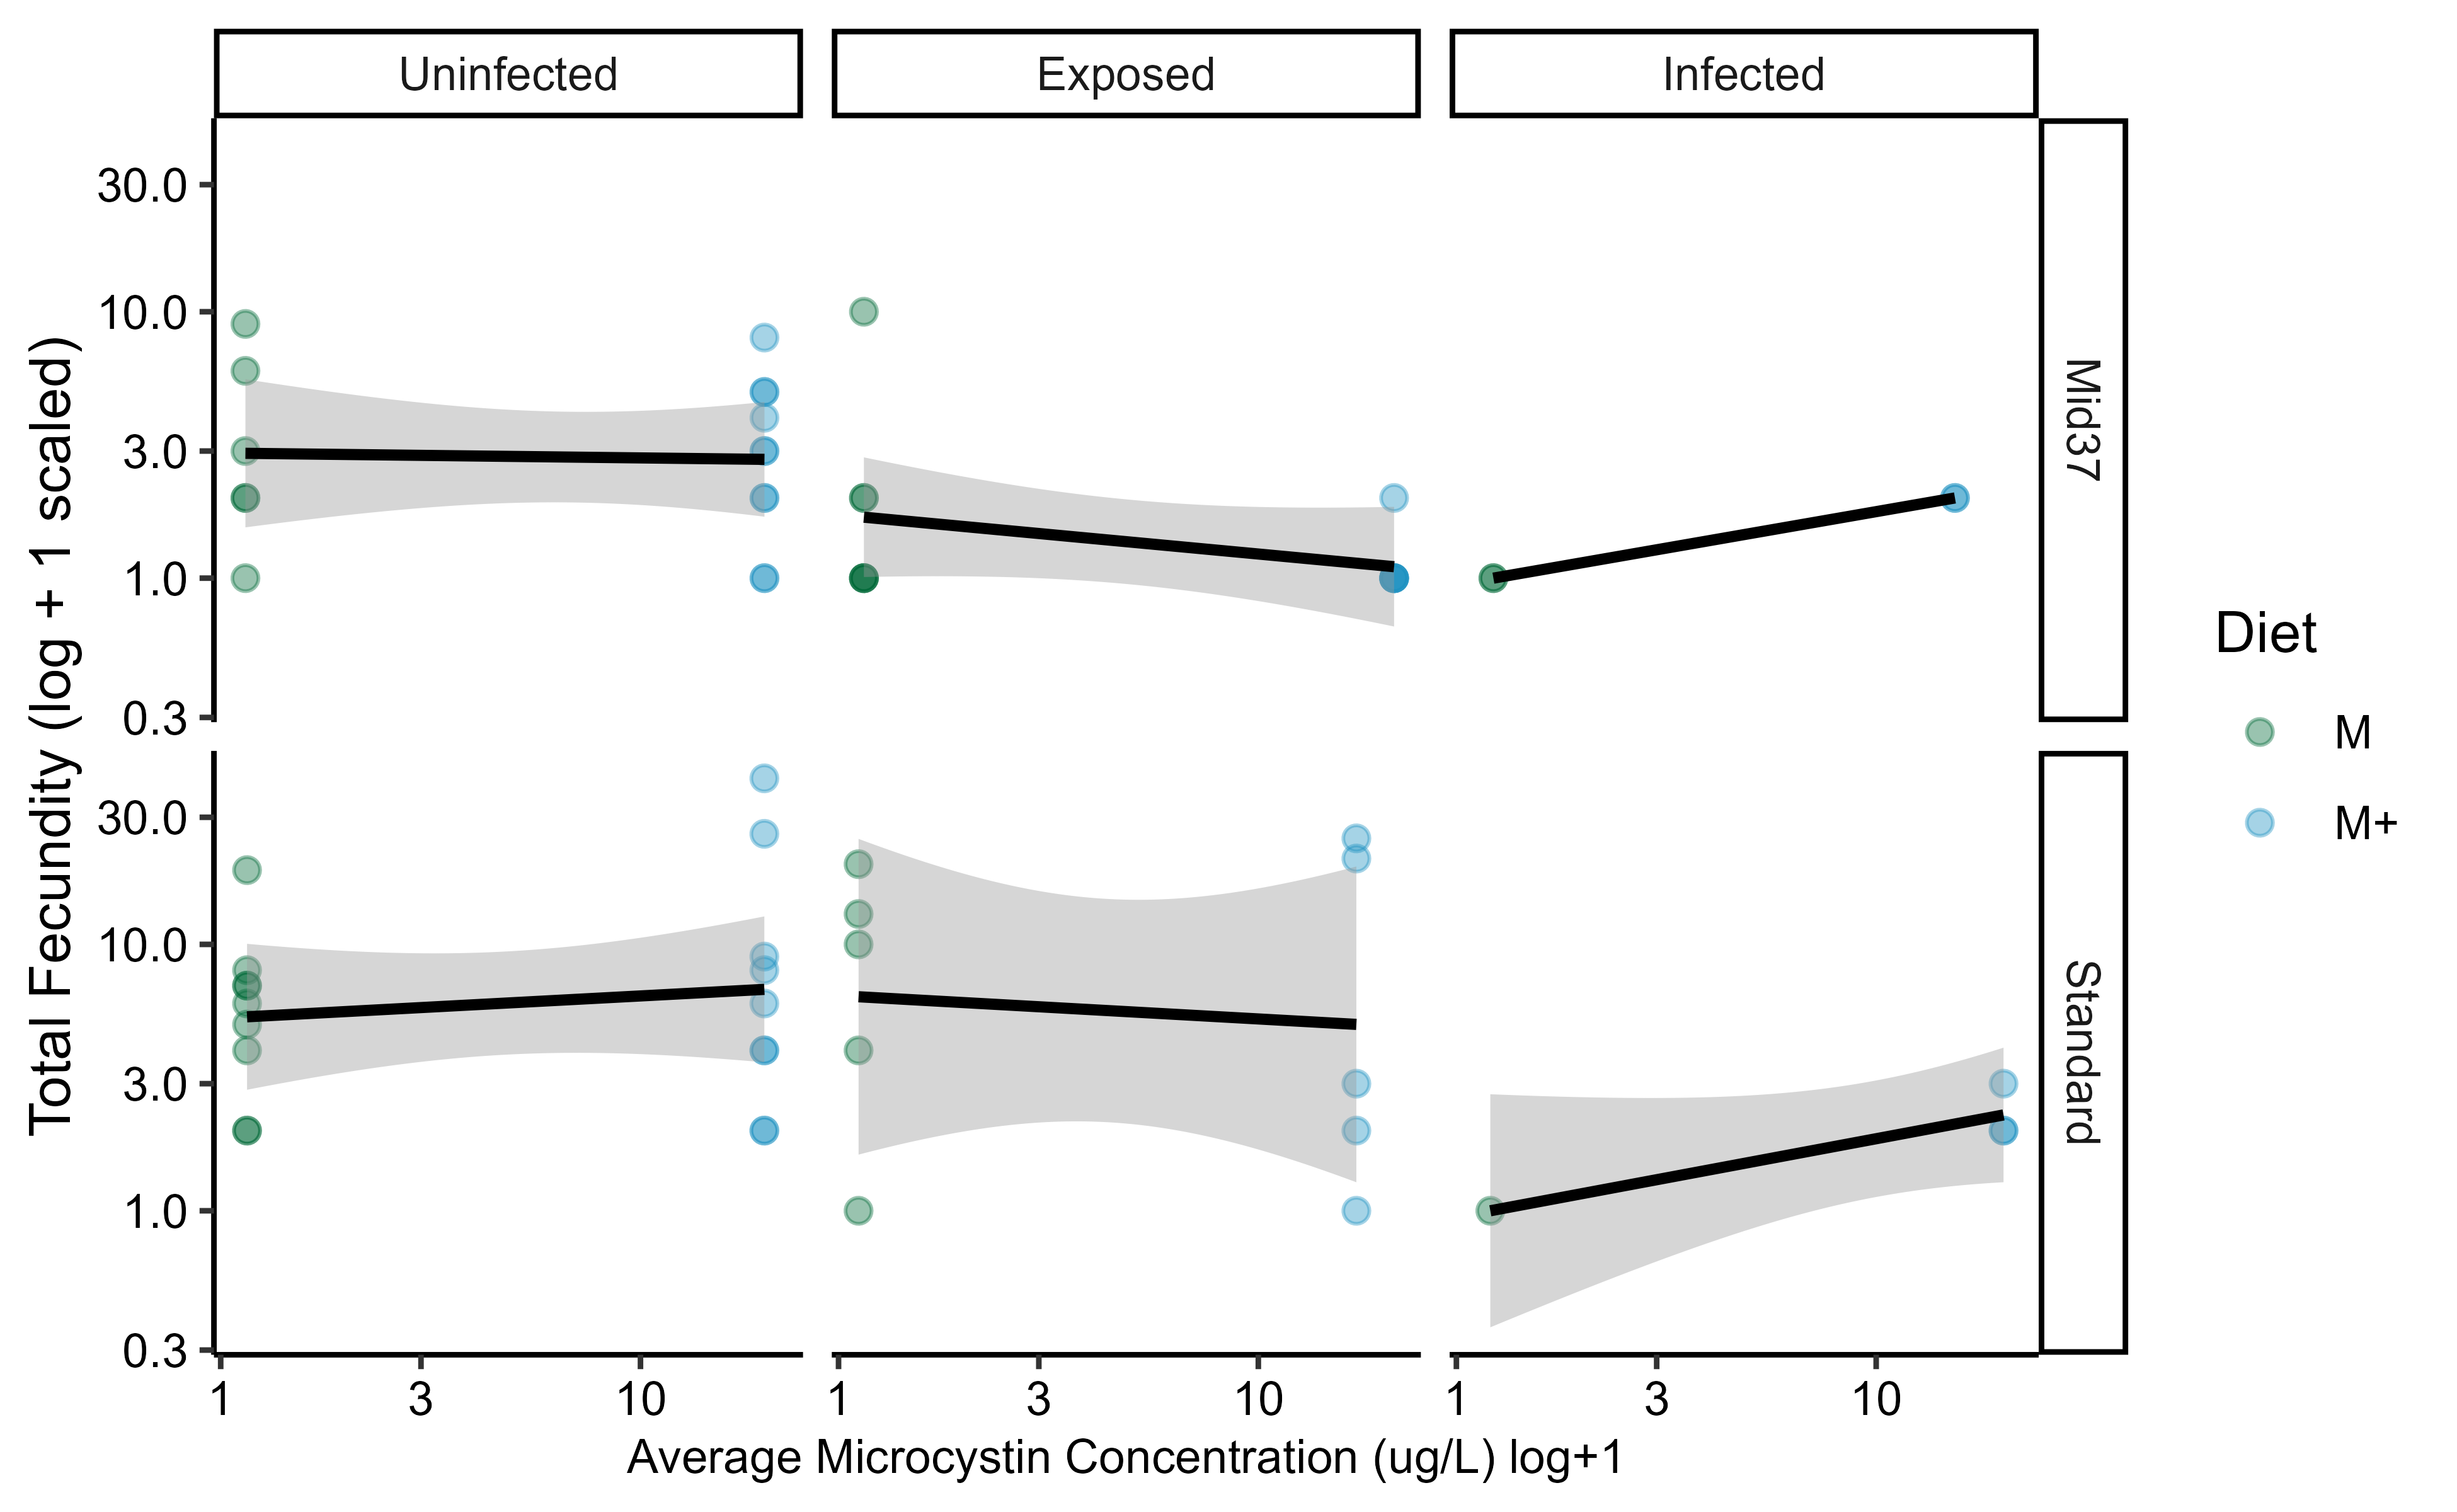 Uninfected Exposed Infected
Total Fecundity (log + 1 scaled)
30.0
10.0
3.0
1.0
0.3
Mid37
30.0
10.0
3.0
1.0
0.3
Standard
1 3 10 1 3 10 1 3 10
Average Microcystin Concentration (ug/L) log+1
Diet
M
M+